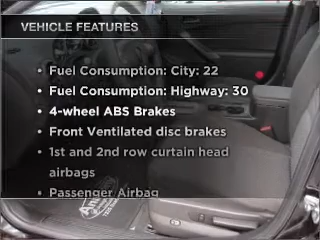 VEHICLE FEATURES
• Fuel Consumption: City: 22
• Fuel Consumption: Highway: 30
• 4-wheel ABS Brakes
• Front Ventilated disc brakes
• 1st and 2nd row curtain head
airbags
• Passenger Airbag